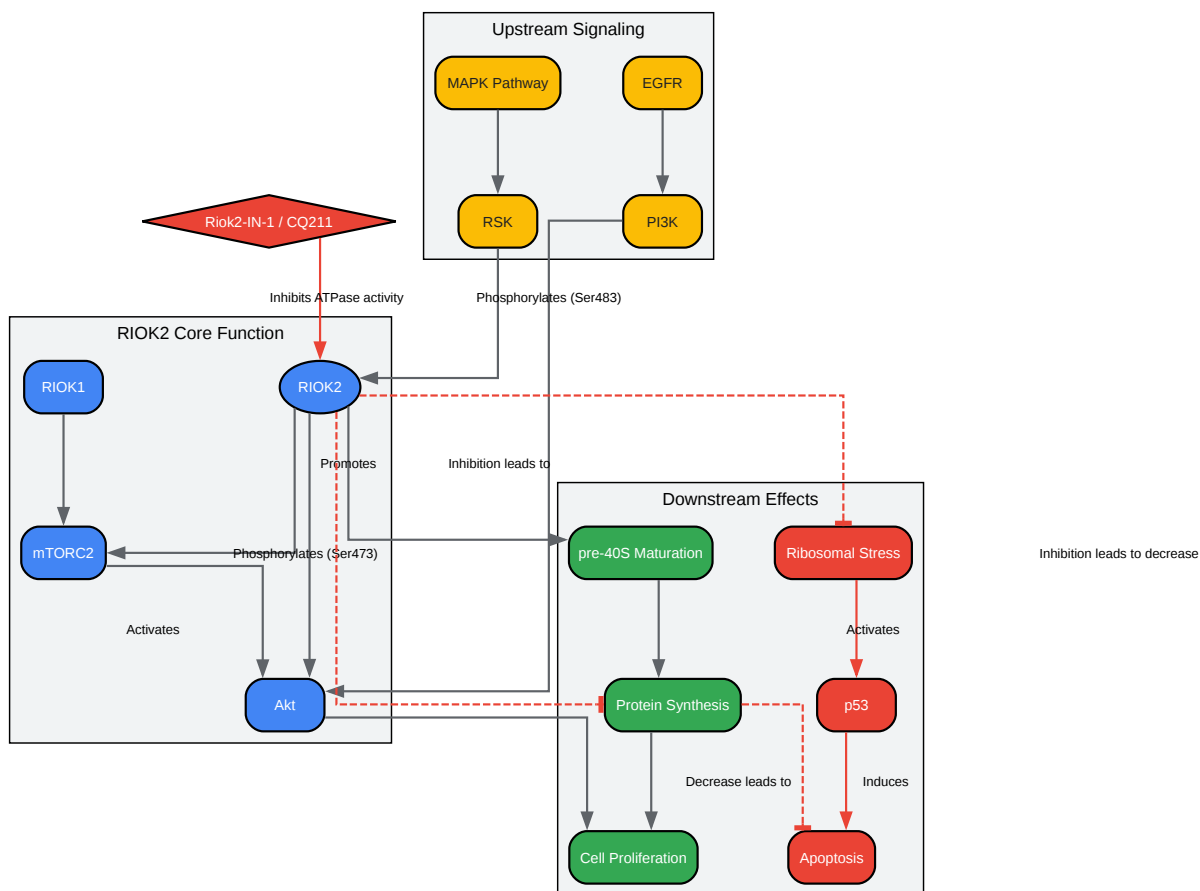 Upstream Signaling
MAPK Pathway
EGFR
Riok2-IN-1 / CQ211
RSK
PI3K
Inhibits ATPase activity
Phosphorylates (Ser483)
RIOK2 Core Function
RIOK1
RIOK2
Promotes
Inhibition leads to
Downstream Effects
mTORC2
Phosphorylates (Ser473)
pre-40S Maturation
Ribosomal Stress
Inhibition leads to decrease
Activates
Activates
Akt
Protein Synthesis
p53
Decrease leads to
Induces
Cell Proliferation
Apoptosis